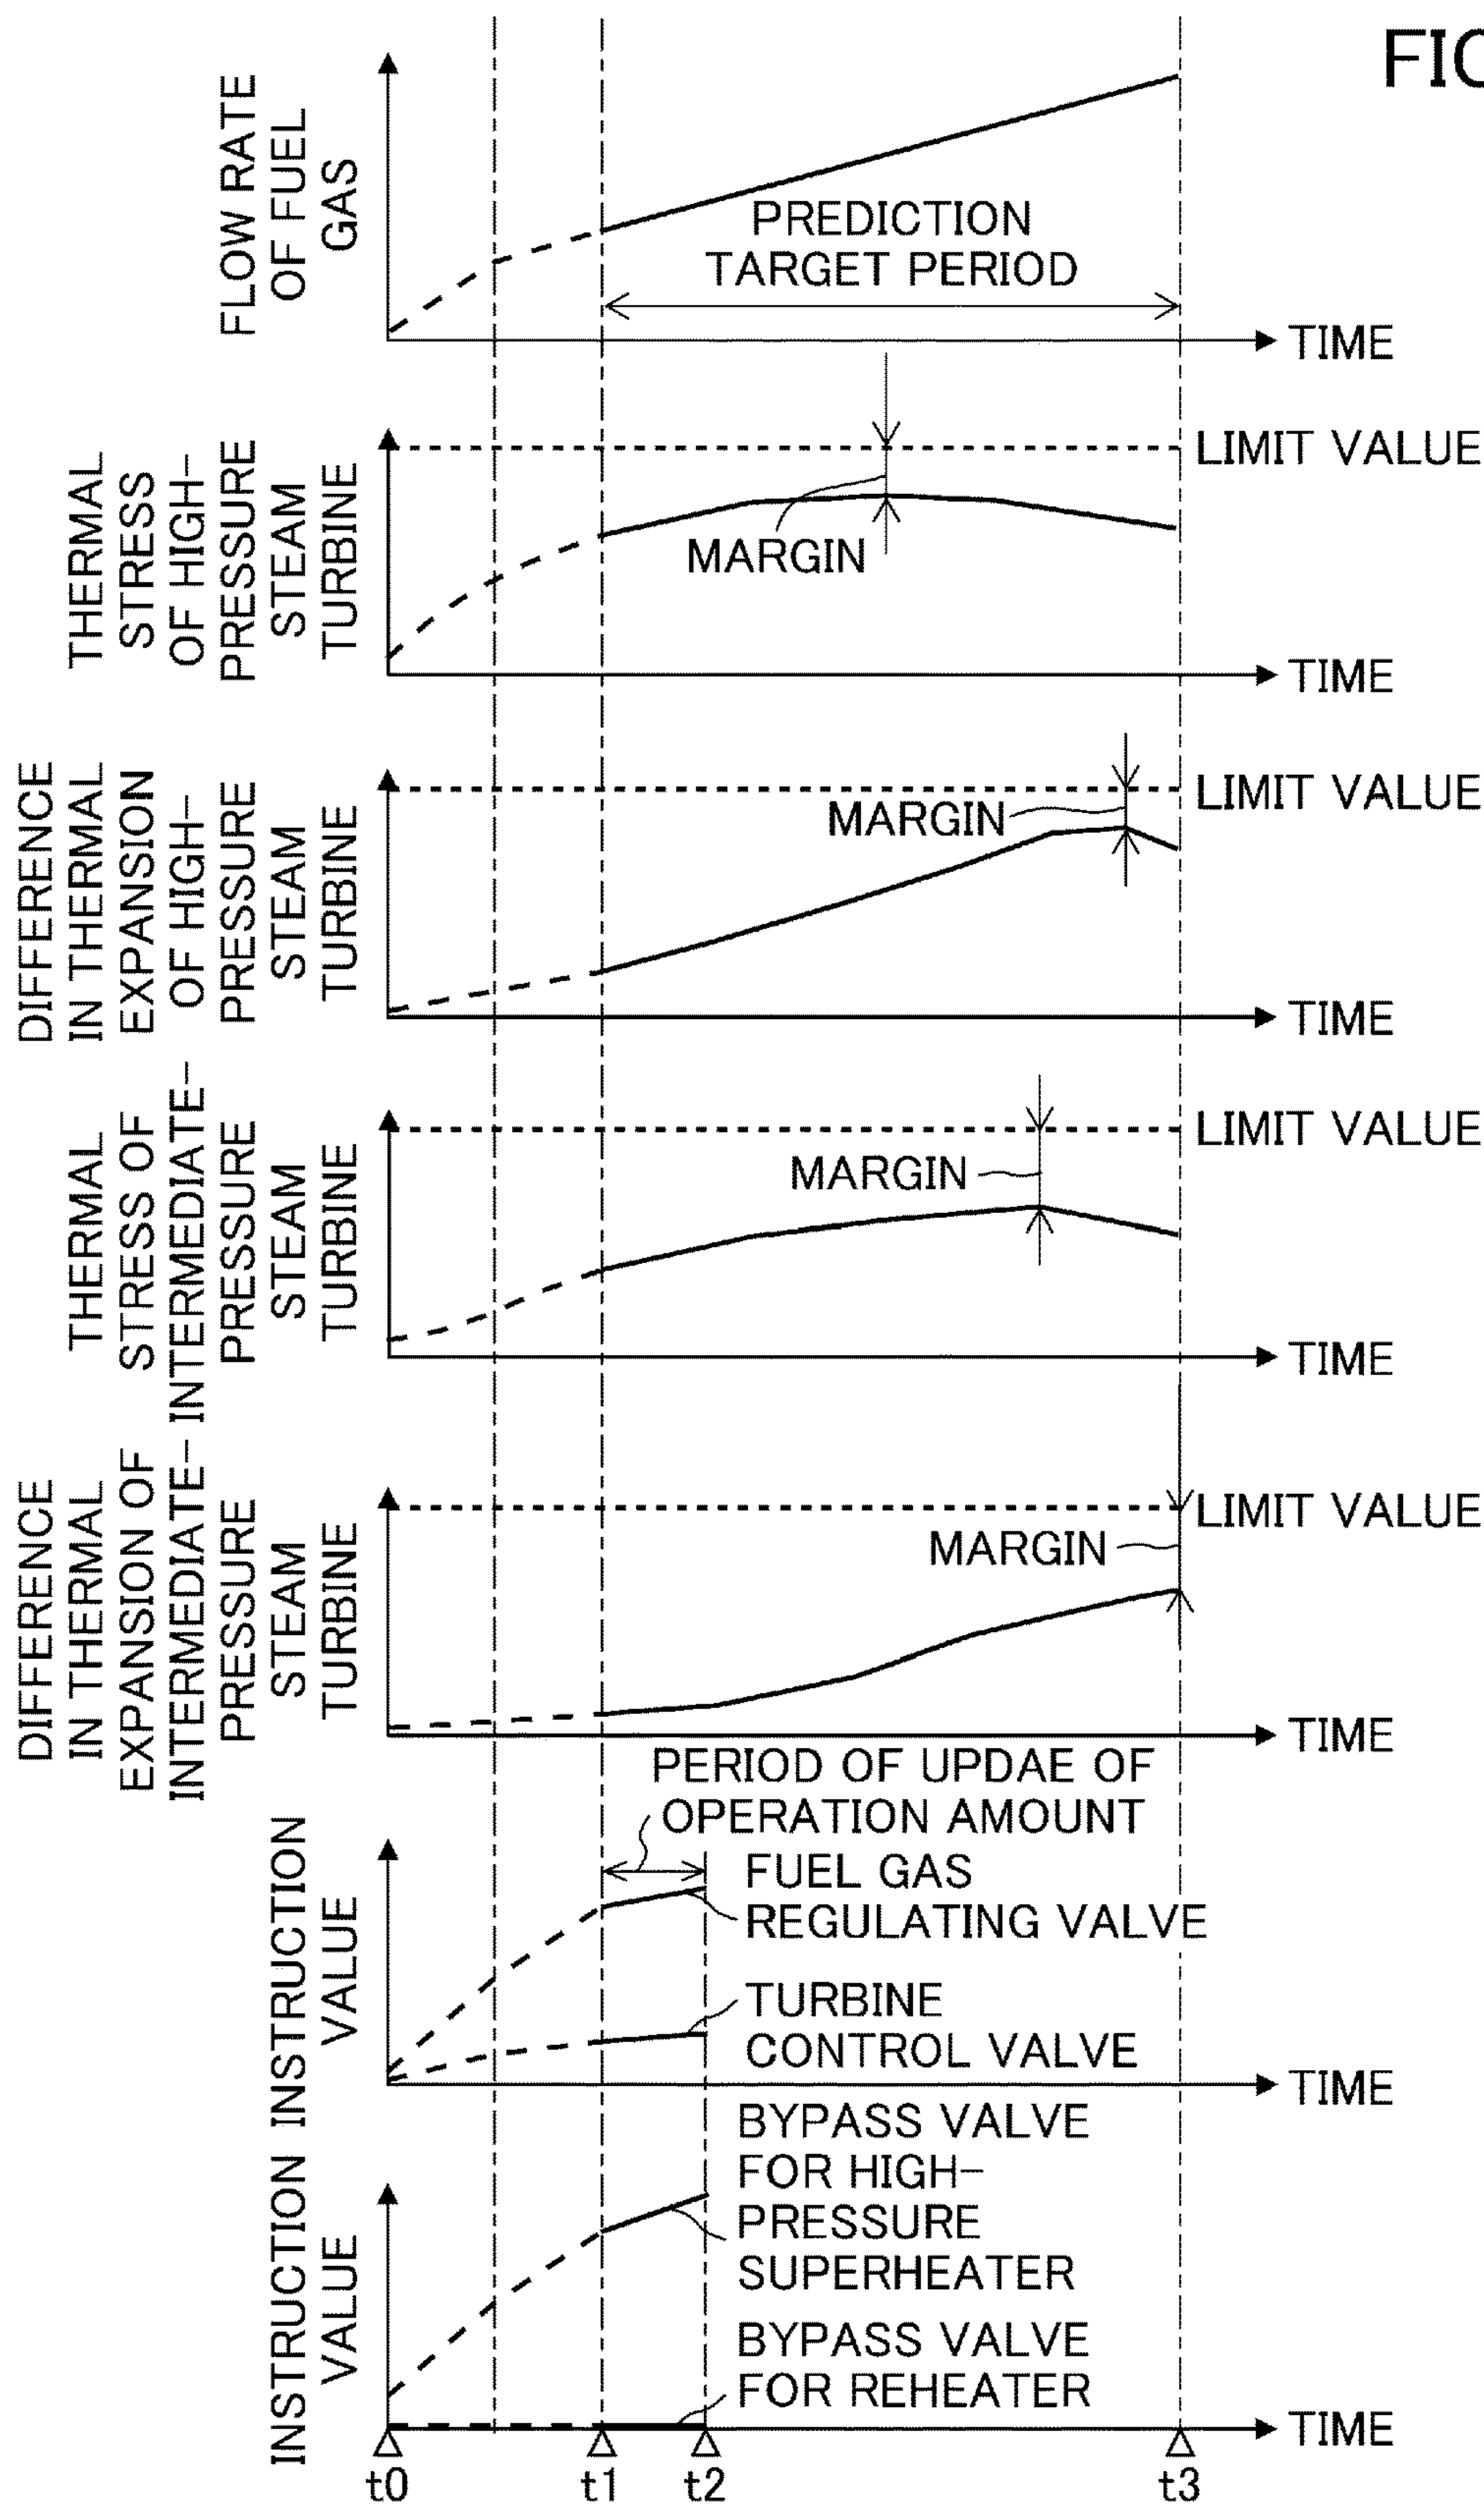 FIG
FLOW RATE
OF FUEL
GAS
PREDICTION
TARGET PERIOD
TIME
THERMAL
STRESS
OF HIGH-
PRESSURE
STEAM
TURBINE
LIMIT VALUE
MARGIN
TIME
DIFFERENCE
IN THERMAL
EXPANSION
OF HIGH-
PRESSURE
STEAM
TURBINE
LIMIT VALUE
MARGIN
TIME
THERMAL
STRESS OF
INTERMEDIATE-
PRESSURE
STEAM
TURBINE
LIMIT VALUE
MARGIN
TIME
DIFFERENCE
IN THERMAL
EXPANSION OF
INTERMEDIATE-
PRESSURE
STEAM
TURBINE
LIMIT VALUE
MARGIN
TIME
PERIOD OF UPDAE OF
OPERATION AMOUNT
INSTRUCTION
VALUE
FUEL GAS
REGULATING VALVE
TURBINE
CONTROL VALVE
TIME
INSTRUCTION
VALUE
BYPASS VALVE
FOR HIGH-
PRESSURE
SUPERHEATER
BYPASS VALVE
FOR REHEATER
TIME
t0
t1
t2
t3